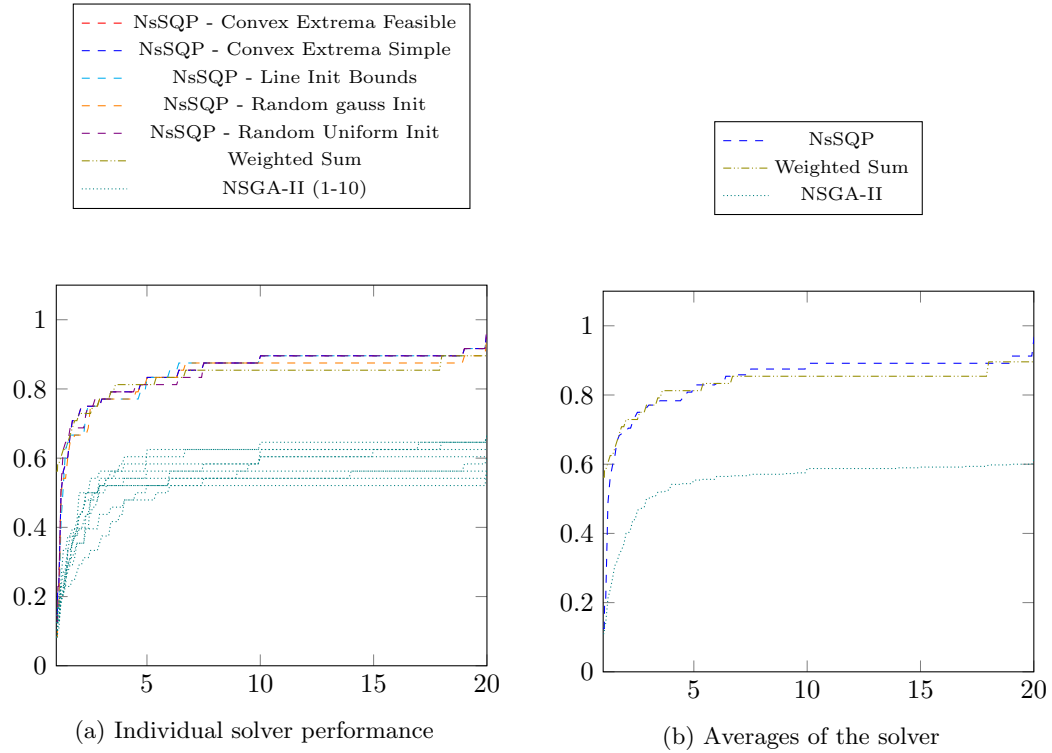 NsSQP - Convex Extrema Feasible
NsSQP - Convex Extrema Simple
NsSQP - Line Init Bounds
NsSQP - Random gauss Init
NsSQP - Random Uniform Init
Weighted Sum
NSGA-II (1-10)
NsSQP
Weighted Sum
NSGA-II
1
0.8
0.6
0.4
0.2
0
5
10
15
20
(a) Individual solver performance
1
0.8
0.6
0.4
0.2
0
5
10
15
20
(b) Averages of the solver